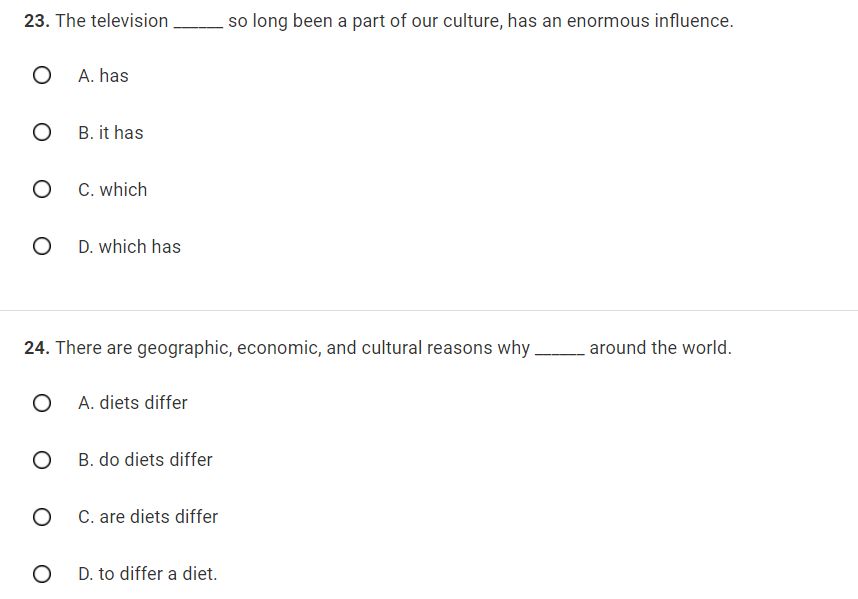 23. The television ______ so long been a part of our culture, has an enormous influence.
A. has
B. it has
C. which
D. which has
24. There are geographic, economic, and cultural reasons why ______ around the world.
A. diets differ
B. do diets differ
C. are diets differ
D. to differ a diet.